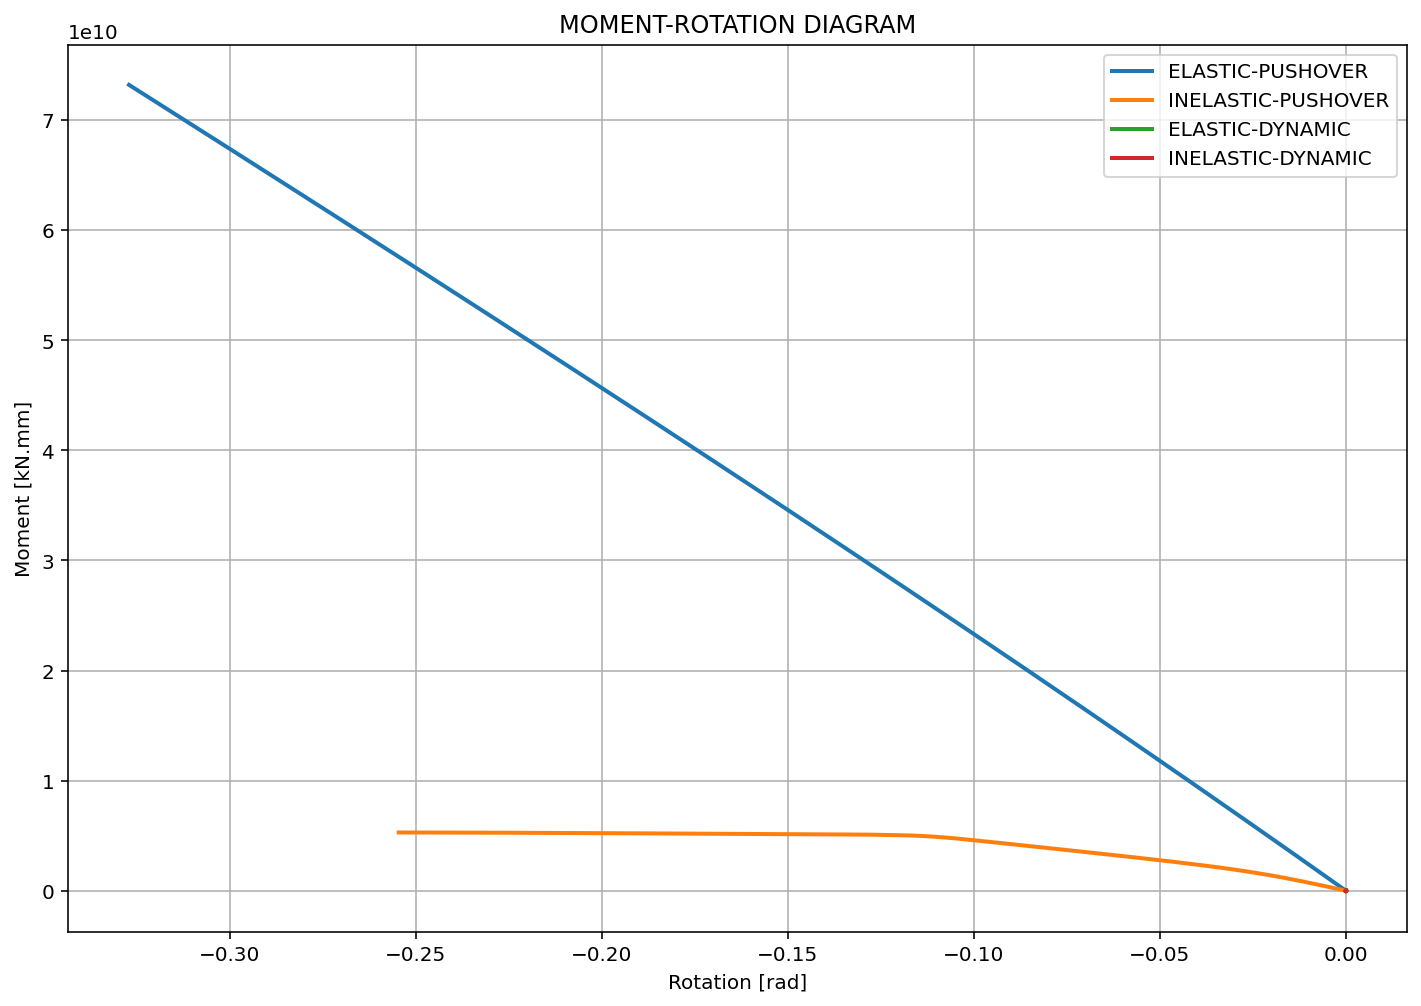 MOMENT-ROTATION DIAGRAM
1e10
ELASTIC-PUSHOVER
INELASTIC-PUSHOVER
ELASTIC-DYNAMIC
INELASTIC-DYNAMIC
7
6
5
4
3
2
1
0
Moment [kN.mm]
−0.30 −0.25 −0.20 −0.15 −0.10 −0.05 0.00
Rotation [rad]